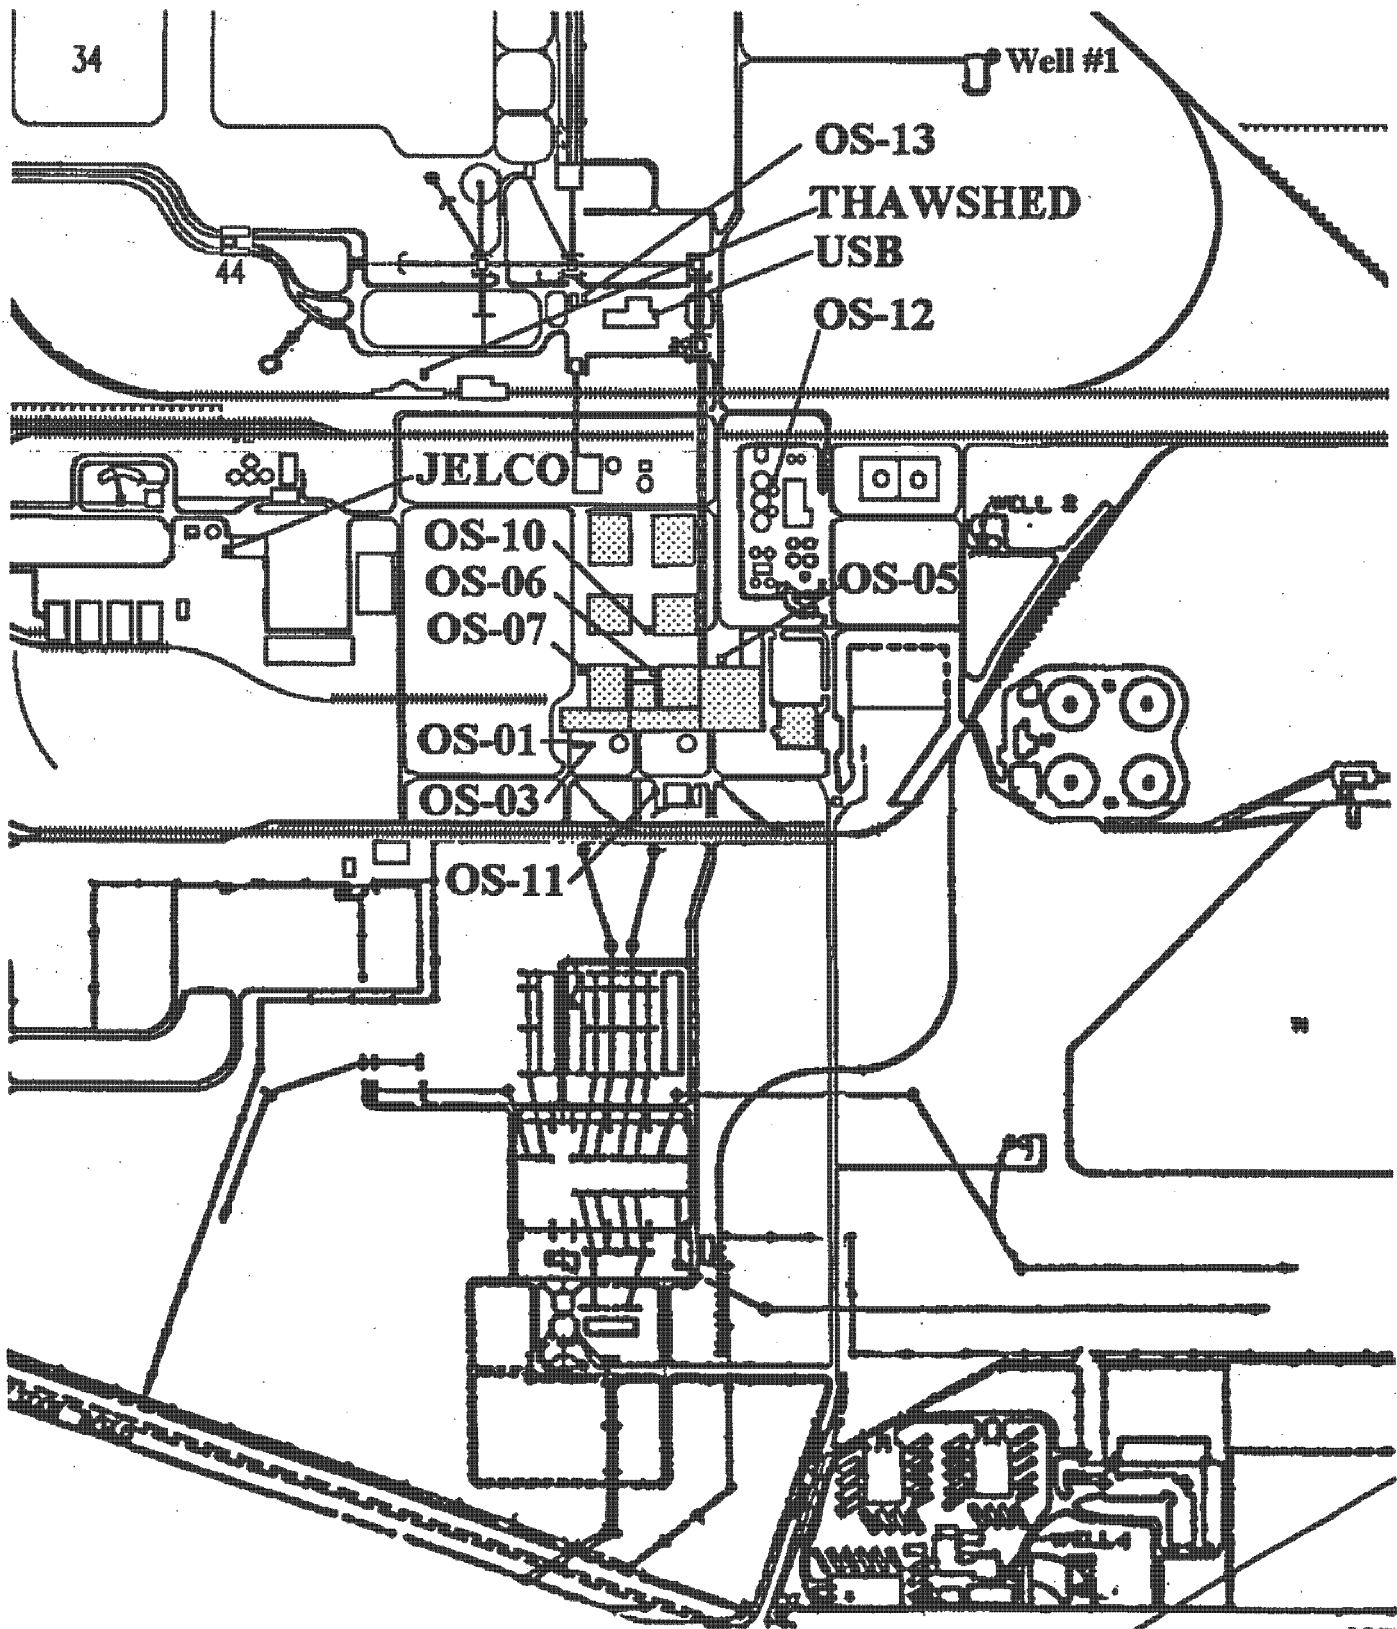 34
Well #1
OS-13
THAWSHED
USB
44
OS-12
JELCO
WELL 2
OS-10
OS-06
OS-05
OS-07
OS-01
OS-03
OS-11